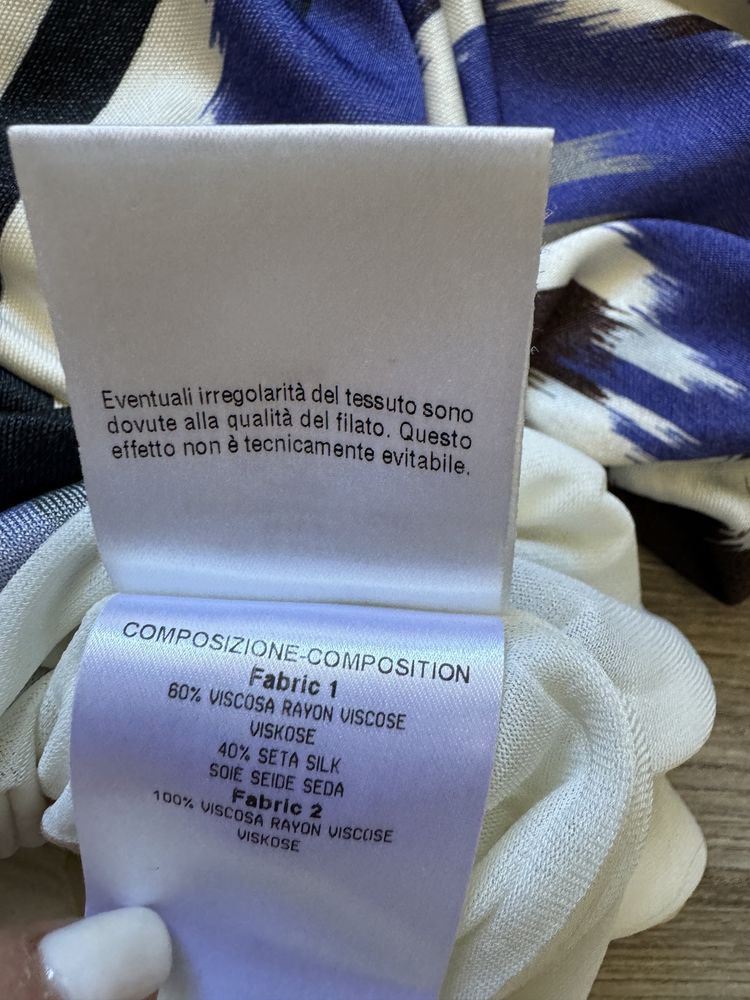 Eventuali irregolarità del tessuto sono
dovute alla qualità del filato. Questo
effetto non è tecnicamente evitabile.
COMPOSIZIONE-COMPOSITION
Fabric 1
60% VISCOSA RAYON VISCOSE
VISKOSE
40% SETA SILK
SOIE SEIDE SEDA
Fabric 2
100% VISCOSA RAYON VISCOSE
VISKOSE